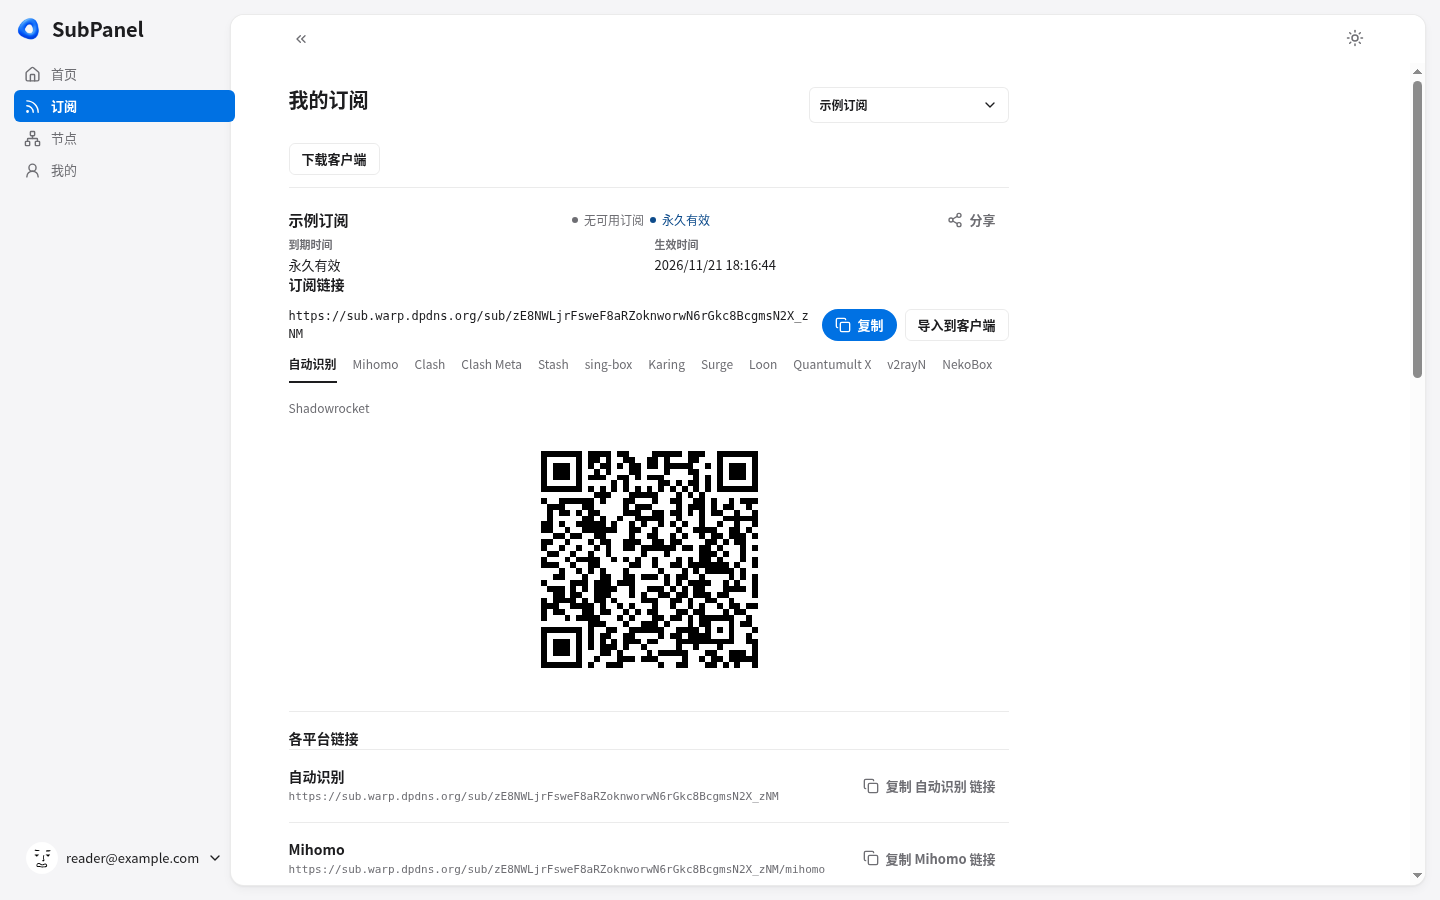 SubPanel
首页
订阅
节点
我的
reader@example.com
我的订阅
示例订阅
下载客户端
示例订阅
无可用订阅
永久有效
分享
到期时间
生效时间
永久有效
2026/11/21 18:16:44
订阅链接
https://sub.warp.dpdns.org/sub/zE8NWLjrFsweF8aRZoknworwN6rGkc8BcgmsN2X_z
NM
复制
导入到客户端
自动识别 Mihomo Clash Clash Meta Stash sing-box Karing Surge Loon Quantumult X v2rayN NekoBox
Shadowrocket
各平台链接
自动识别
https://sub.warp.dpdns.org/sub/zE8NWLjrFsweF8aRZoknworwN6rGkc8BcgmsN2X_zNM
复制 自动识别 链接
Mihomo
https://sub.warp.dpdns.org/sub/zE8NWLjrFsweF8aRZoknworwN6rGkc8BcgmsN2X_zNM/mihomo
复制 Mihomo 链接